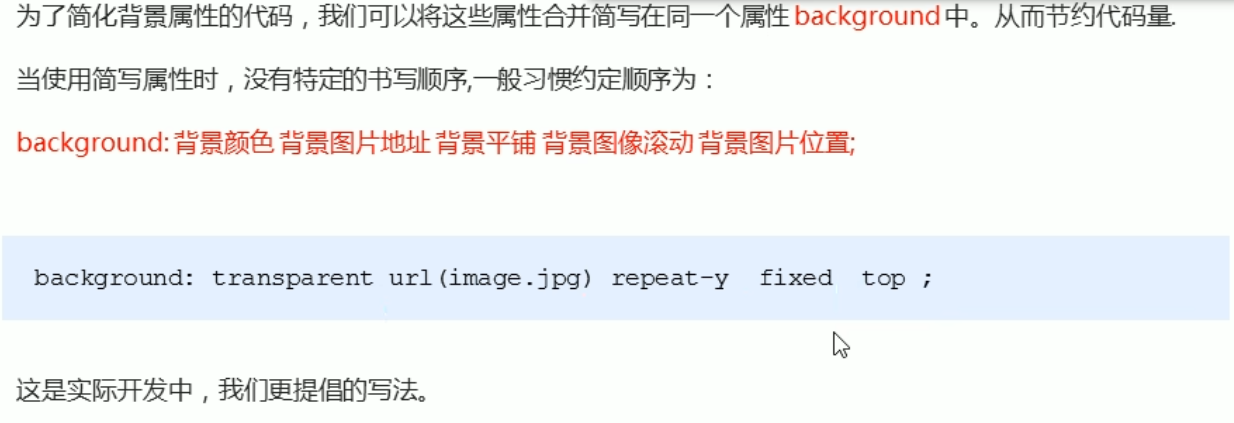 为了简化背景属性的代码，我们可以将这些属性合并简写在同一个属性 background 中。从而节约代码量.
当使用简写属性时，没有特定的书写顺序,一般习惯约定顺序为：
background: 背景颜色 背景图片地址 背景平铺 背景图像滚动 背景图片位置;
background: transparent url(image.jpg) repeat-y fixed top ;
这是实际开发中，我们更提倡的写法。